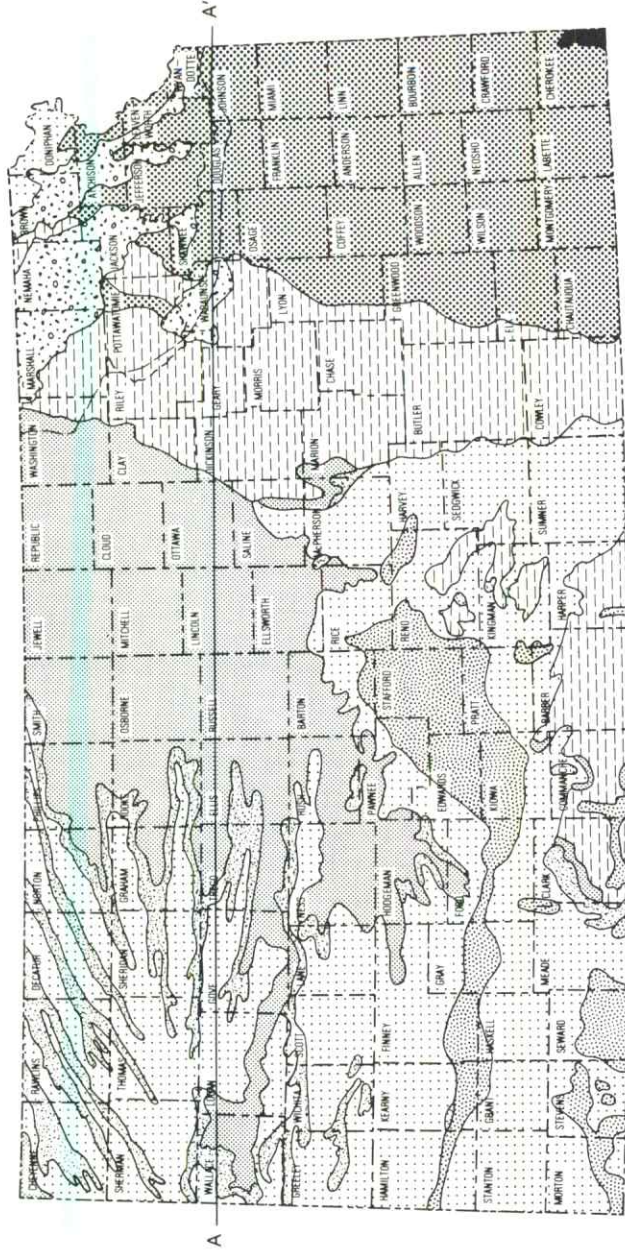 A
A'
CHEYENNE
RAWLINS
DECATUR
NORTON
PHILLIPS
SMITH
JEWELL
REPUBLIC
WASHINGTON
MARSHALL
NEMAHA
BROWN
DONIPHAN
SHERMAN
THOMAS
SHERIDAN
GRAHAM
ROOKS
OSBORNE
MITCHELL
CLOUD
CLAY
RILEY
POTTAWATOMIE
JACKSON
ATCHISON
JEFFERSON
LEAVEN
WORTH
WYAN
DOTTE
WALLACE
GOVE
TREGO
ELLIS
RUSSELL
LINCOLN
OTTAWA
DICKINSON
GEARY
WABAUNSEE
SHAWNEE
DOUGLAS
JOHNSON
GREELEY
WICHITA
SCOTT
LANE
NESS
RUSH
BARTON
ELLSWORTH
SALINE
MORRIS
OSAGE
FRANKLIN
MIAMI
HAMILTON
KEARNY
FINNEY
HODGEMAN
PAWNEE
STAFFORD
RICE
McPHERSON
MARION
CHASE
LYON
COFFEY
ANDERSON
LINN
GRAY
FORD
EDWARDS
RENO
HARVEY
BUTLER
GREENWOOD
WOODSON
ALLEN
BOURBON
STANTON
GRANT
HASKELL
KIOWA
PRATT
KINGMAN
SEDGWICK
ELK
WILSON
NEOSHO
CRAWFORD
MORTON
STEVENS
SEWARD
MEADE
CLARK
COMANCHE
BARBER
HARPER
SUMNER
COWLEY
CHAUTAUQUA
MONTGOMERY
LABETTE
CHEROKEE